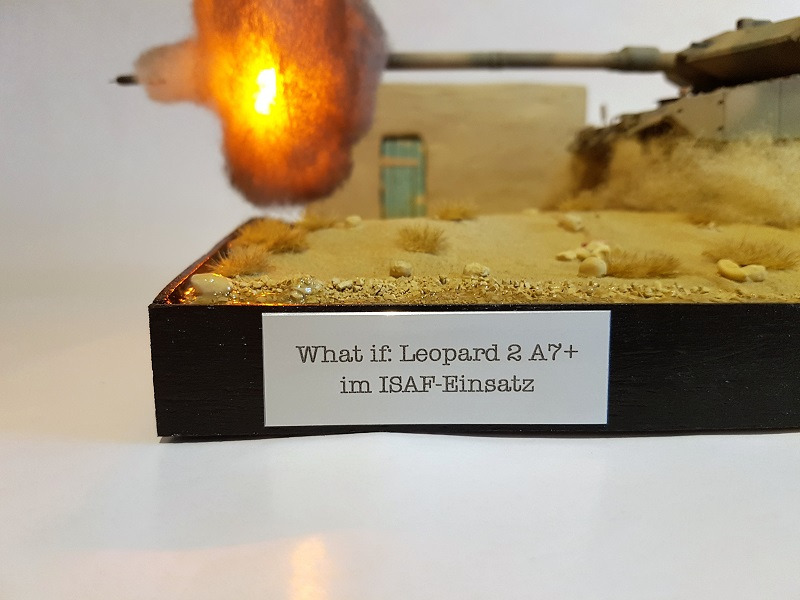 What if: Leopard 2 A7+
im ISAF-Einsatz